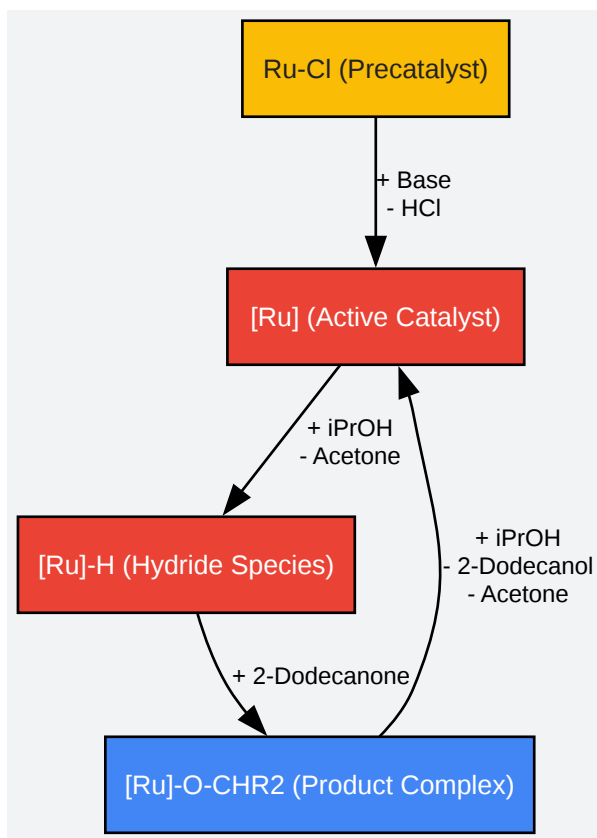 Ru-Cl (Precatalyst)
+ Base
- HCl
[Ru] (Active Catalyst)
+ iPrOH
- Acetone
+ iPrOH
- 2-Dodecanol
- Acetone
[Ru]-H (Hydride Species)
+ 2-Dodecanone
[Ru]-O-CHR2 (Product Complex)